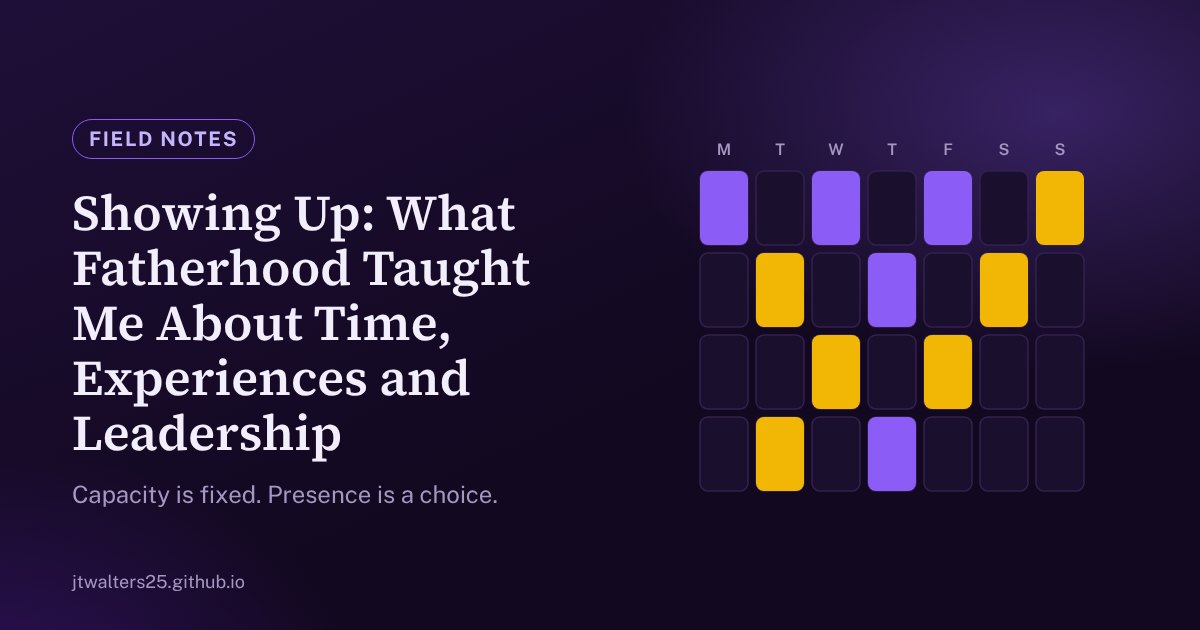 FIELD NOTES
Showing Up: What
Fatherhood Taught
Me About Time,
Experiences and
Leadership
Capacity is fixed. Presence is a choice.
jtwalters25.github.io
M T W T F S S